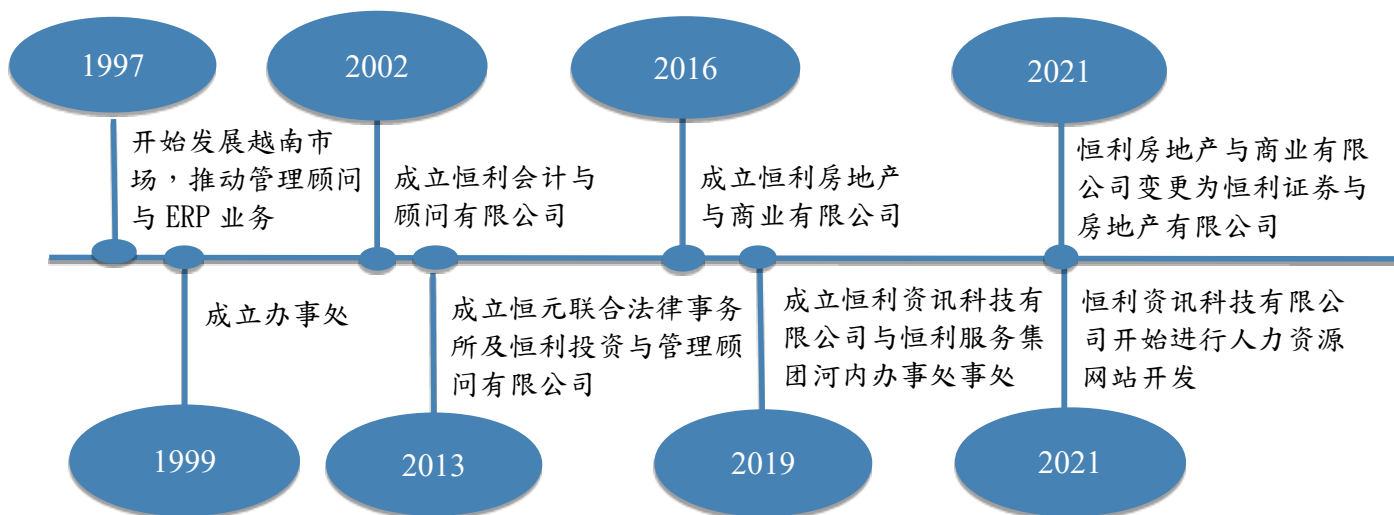 1997
开始发展越南市
场，推动管理顾问
与 ERP 业务
2002
成立恒利会计与
顾问有限公司
2016
成立恒利房地产
与商业有限公司
2021
恒利房地产与商业有限
公司变更为恒利证券与
房地产有限公司
成立办事处
1999
成立恒元联合法律事务
所及恒利投资与管理顾
问有限公司
2013
成立恒利资讯科技有
限公司与恒利服务集
团河内办事处事处
2019
恒利资讯科技有限公
司开始进行人力资源
网站开发
2021